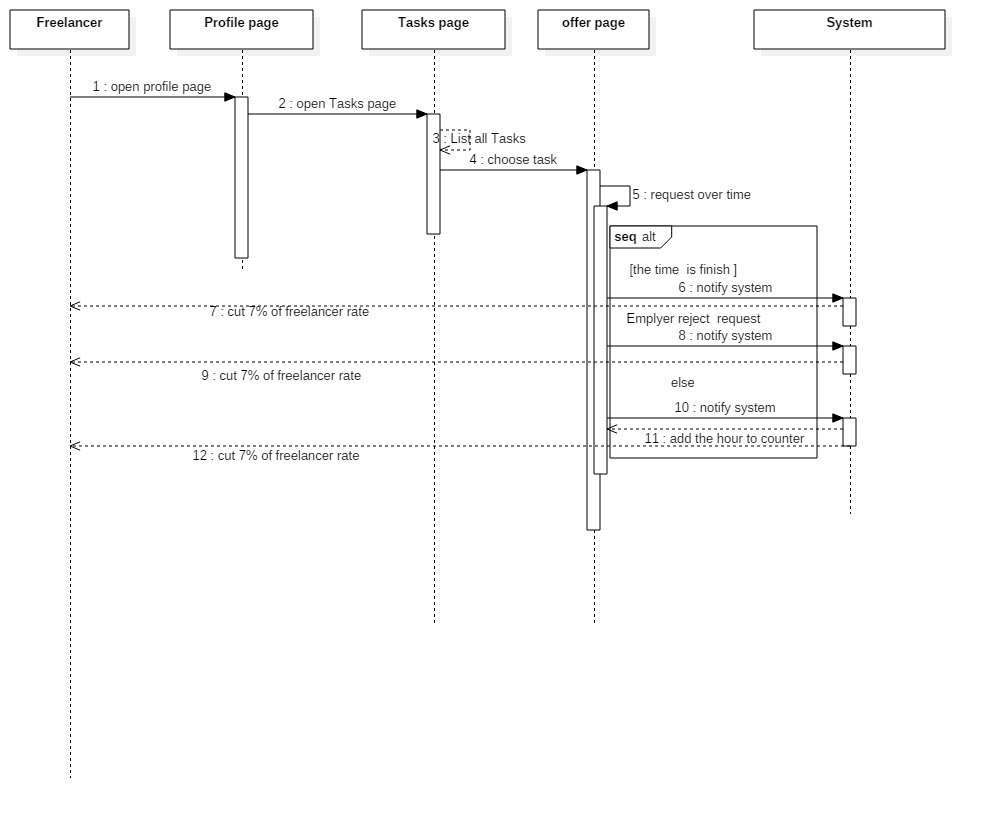 Freelancer
Profile page
Tasks page
offer page
System
1 : open profile page
2 : open Tasks page
3 : List all Tasks
4 : choose task
5 : request over time
seq alt
[the time is finish ]
6 : notify system
7 : cut 7% of freelancer rate
Emplyer reject request
8 : notify system
9 : cut 7% of freelancer rate
else
10 : notify system
11 : add the hour to counter
12 : cut 7% of freelancer rate